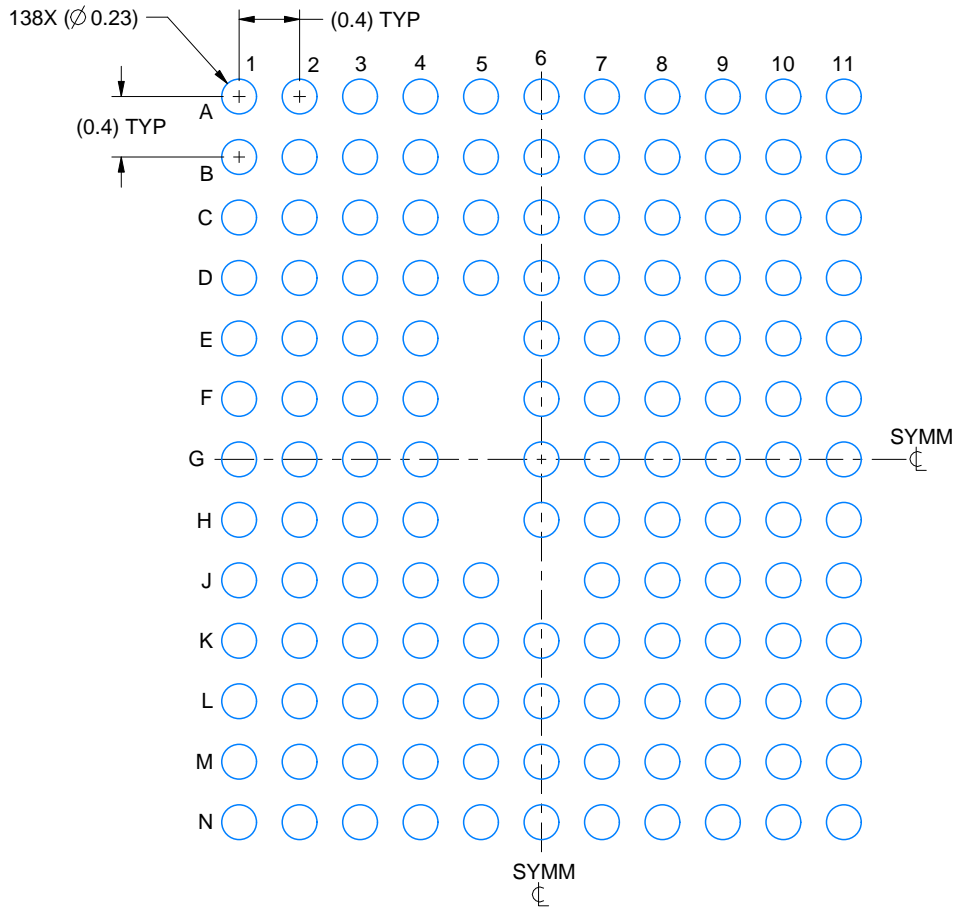 138X (∅ 0.23)
(0.4) TYP
1 2 3 4 5 6 7 8 9 10 11
A
(0.4) TYP
B
C
D
E
F
G
SYMM
℄
H
J
K
L
M
N
SYMM
℄